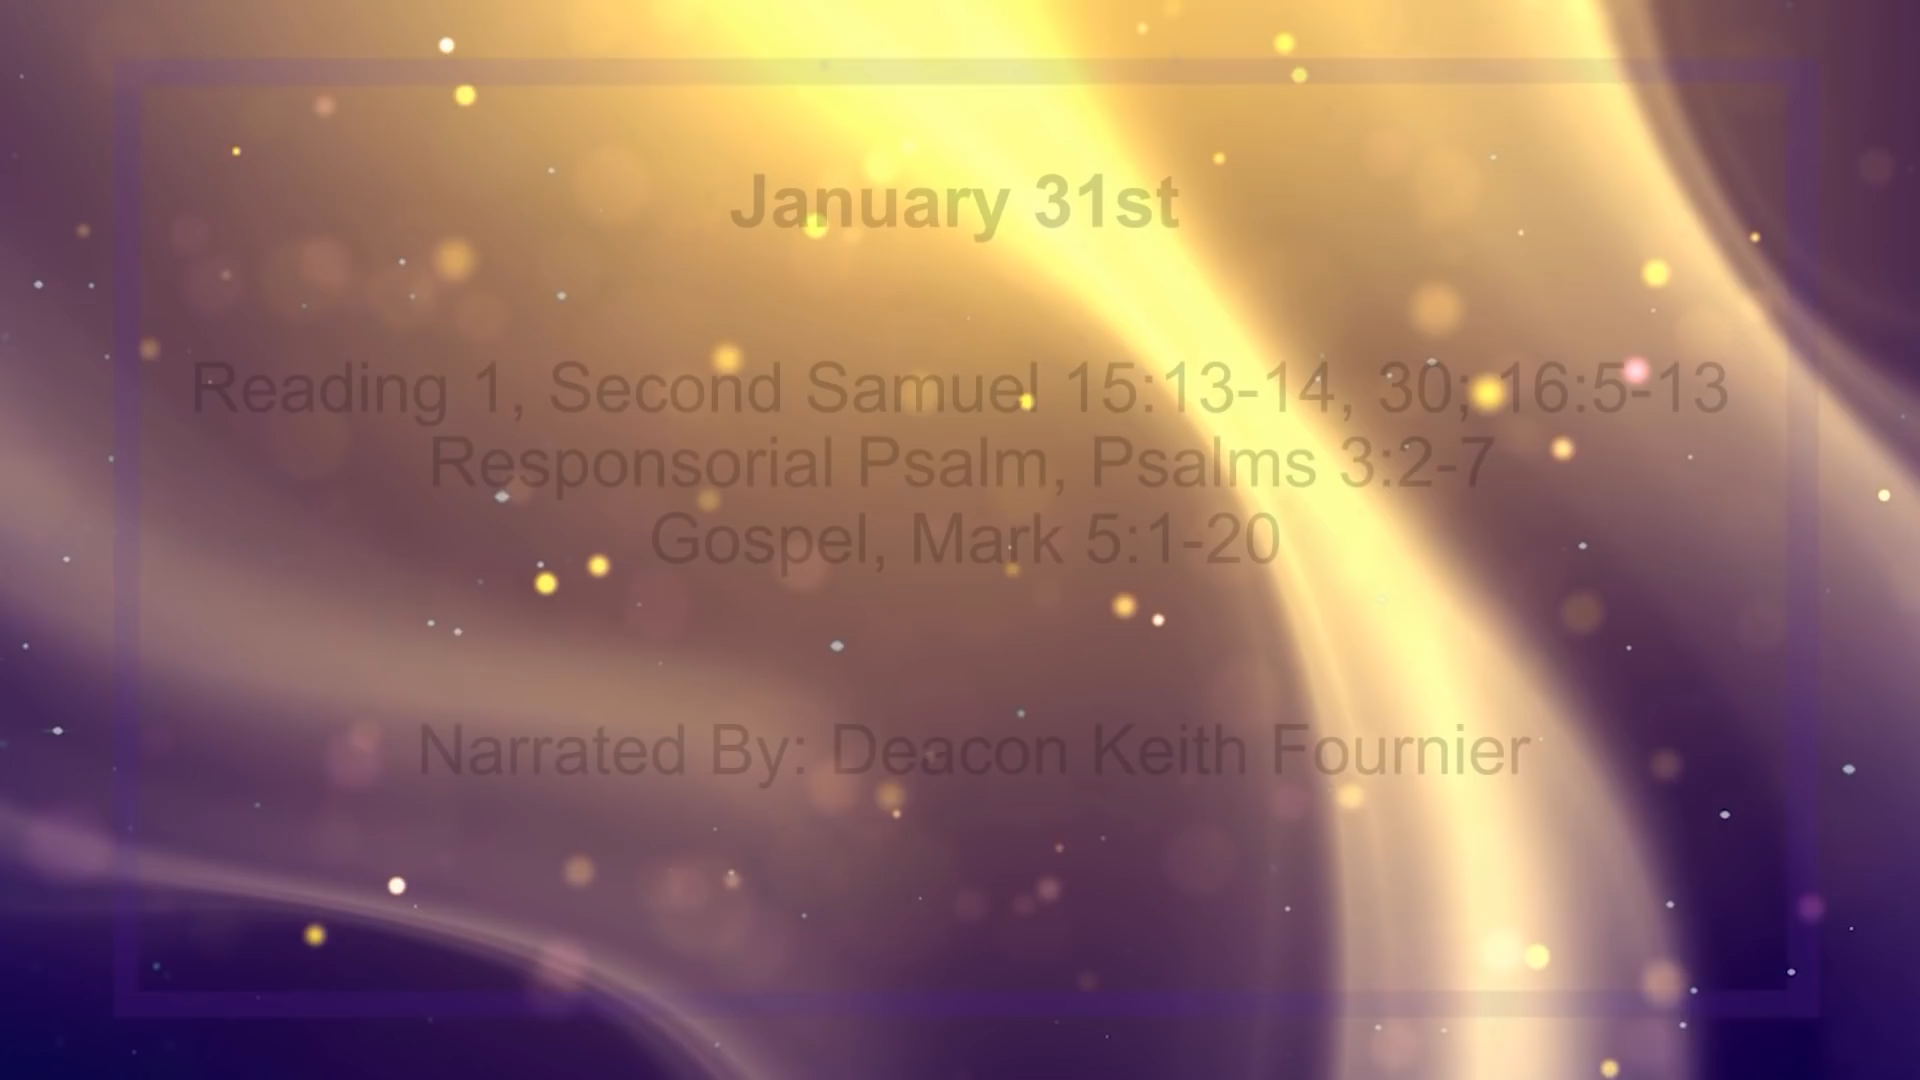 January 31st
Reading 1, Second Samuel 15:13-14, 30; 16:5-13
Responsorial Psalm, Psalms 3:2-7
Gospel, Mark 5:1-20
Narrated By: Deacon Keith Fournier